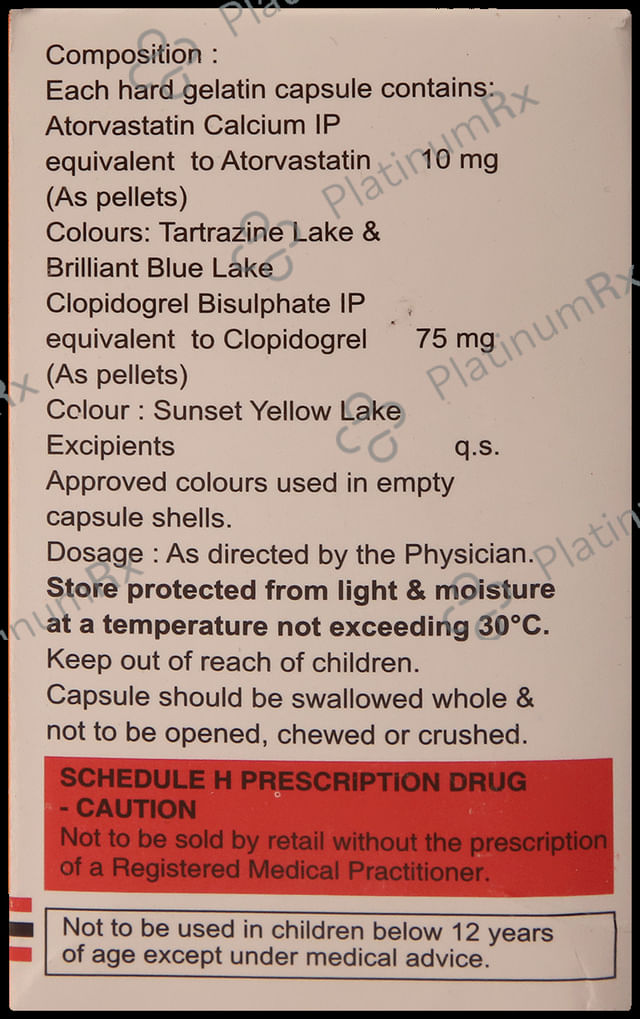 Composition :
Each hard gelatin capsule contains:
Atorvastatin Calcium IP
equivalent to Atorvastatin 10 mg
(As pellets)
Colours: Tartrazine Lake &
Brilliant Blue Lake
Clopidogrel Bisulphate IP
equivalent to Clopidogrel 75 mg
(As pellets)
Colour : Sunset Yellow Lake
Excipients q.s.
Approved colours used in empty
capsule shells.
Dosage : As directed by the Physician.
Store protected from light & moisture
at a temperature not exceeding 30°C.
Keep out of reach of children.
Capsule should be swallowed whole &
not to be opened, chewed or crushed.
SCHEDULE H PRESCRIPTION DRUG
- CAUTION
Not to be sold by retail without the prescription
of a Registered Medical Practitioner.
Not to be used in children below 12 years
of age except under medical advice.
PlatinumRx
PlatinumRx